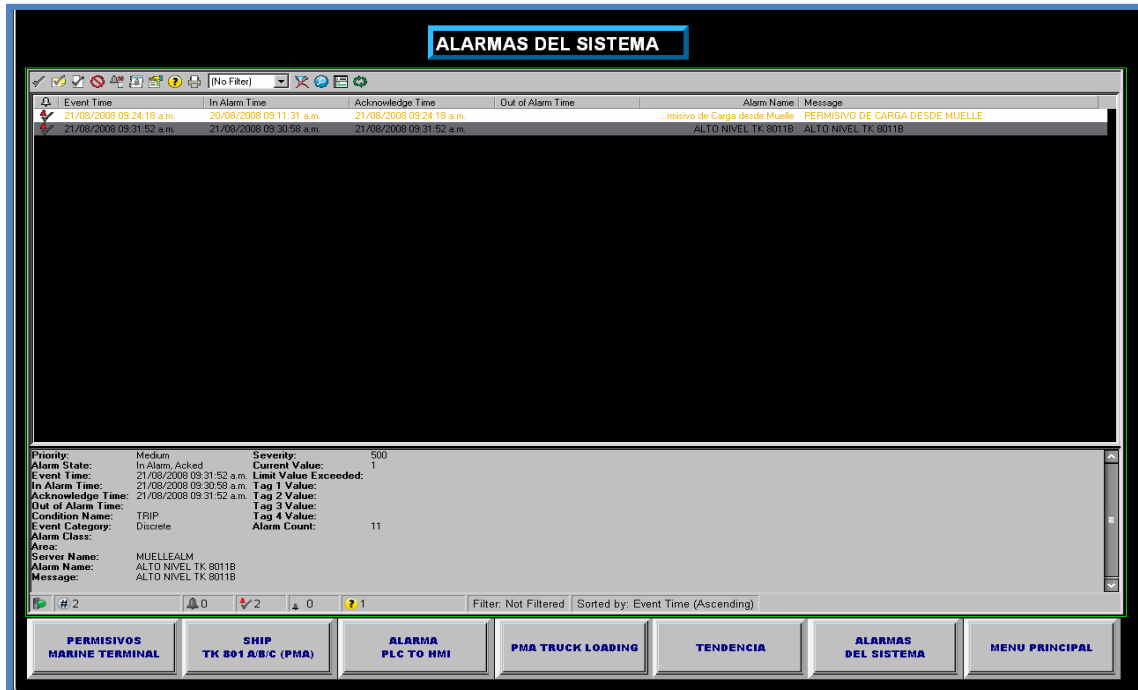 ALARMAS DEL SISTEMA
(No Filter)
Event Time In Alarm Time Acknowledge Time Out of Alarm Time Alarm Name Message
21/08/2008 09:24:18 a.m. 20/08/2008 09:11:31 a.m. 21/08/2008 09:24:18 a.m. ...rmisivo de Carga desde Muelle PERMISIVO DE CARGA DESDE MUELLE
21/08/2008 09:31:52 a.m. 21/08/2008 09:30:58 a.m. 21/08/2008 09:31:52 a.m. ALTO NIVEL TK 8011B ALTO NIVEL TK 8011B
Priority: Medium Severity: 500
Alarm State: In Alarm, Acked Current Value: 1
Event Time: 21/08/2008 09:31:52 a.m. Limit Value Exceeded:
In Alarm Time: 21/08/2008 09:30:58 a.m. Tag 1 Value:
Acknowledge Time: 21/08/2008 09:31:52 a.m. Tag 2 Value:
Out of Alarm Time: Tag 3 Value:
Condition Name: TRIP Tag 4 Value:
Event Category: Discrete Alarm Count: 11
Alarm Class:
Area:
Server Name: MUELLEALM
Alarm Name: ALTO NIVEL TK 8011B
Message: ALTO NIVEL TK 8011B
# 2 0 2 0 ? 1 Filter: Not Filtered Sorted by: Event Time (Ascending)
PERMISIVOS
MARINE TERMINAL
SHIP
TK 801 A/B/C (PMA)
ALARMA
PLC TO HMI
PMA TRUCK LOADING
TENDENCIA
ALARMAS
DEL SISTEMA
MENU PRINCIPAL